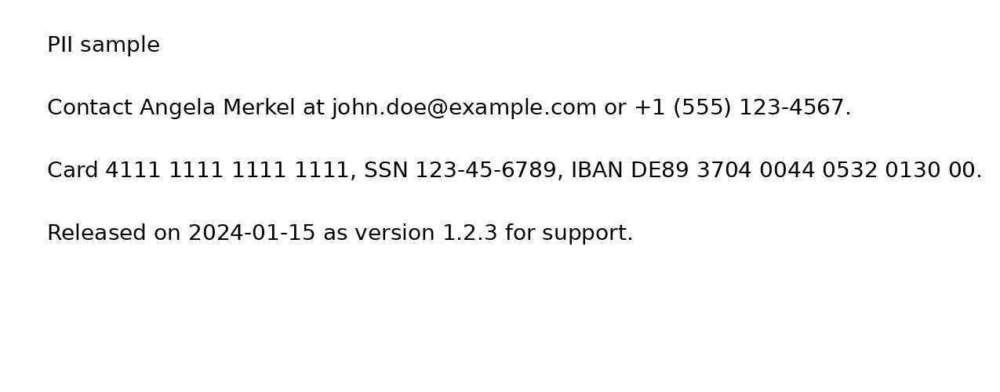 PII sample
Contact Angela Merkel at john.doe@example.com or +1 (555) 123-4567.
Card 4111 1111 1111 1111, SSN 123-45-6789, IBAN DE89 3704 0044 0532 0130 00.
Released on 2024-01-15 as version 1.2.3 for support.